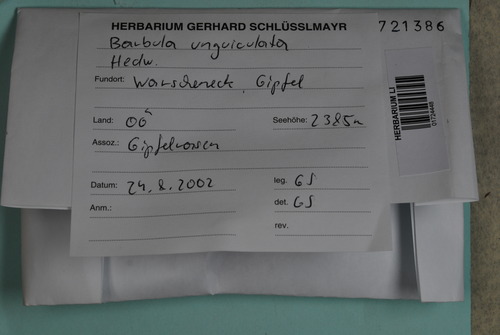 HERBARIUM GERHARD SCHLÜSSLMAYR
721386
Barbula unguiculata
Hedw.
Fundort: Warscheneck, Gipfel
Land: OÖ Seehöhe: 2385m
Assoz.: Gipfelrasen
Datum: 24.8.2002 leg. GS
Anm.: det. GS
rev.
HERBARIUM LI